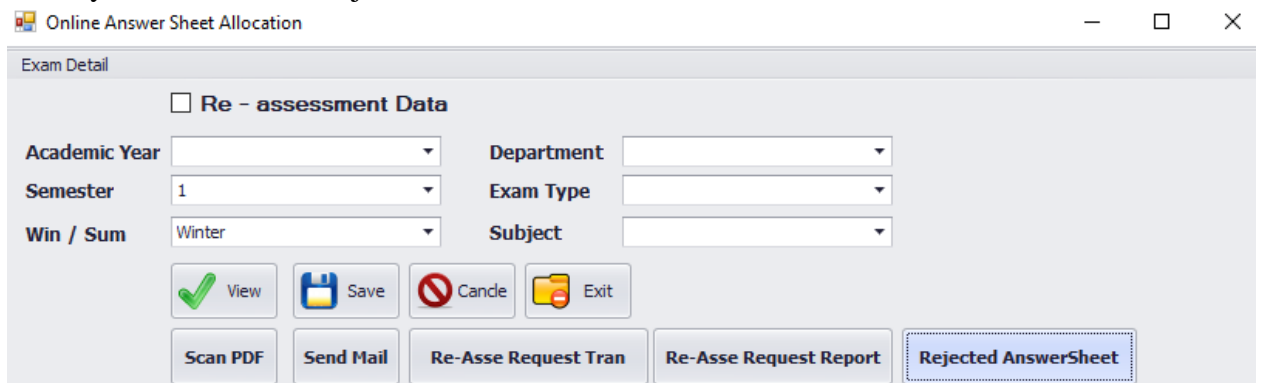 Online Answer Sheet Allocation
Exam Detail
Re - assessment Data
Academic Year Department
Semester 1 Exam Type
Win / Sum Winter Subject
View Save Cancle Exit
Scan PDF Send Mail Re-Asse Request Tran Re-Asse Request Report Rejected AnswerSheet